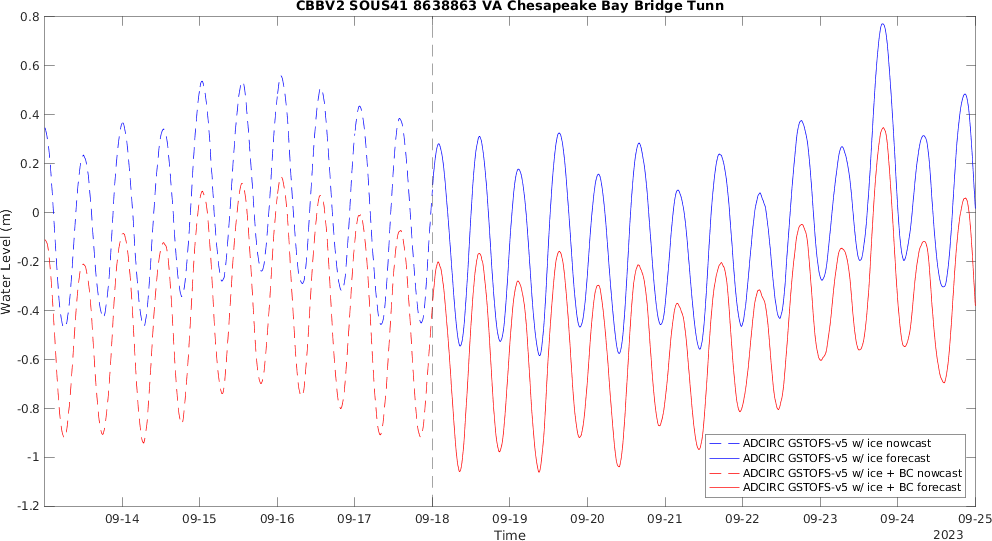 CBBV2 SOUS41 8638863 VA Chesapeake Bay Bridge Tunn
0.8
0.6
0.4
0.2
0
-0.2
-0.4
-0.6
-0.8
-1
-1.2
Water Level (m)
ADCIRC GSTOFS-v5 w/ ice nowcast
ADCIRC GSTOFS-v5 w/ ice forecast
ADCIRC GSTOFS-v5 w/ ice + BC nowcast
ADCIRC GSTOFS-v5 w/ ice + BC forecast
09-14 09-15 09-16 09-17 09-18 09-19 09-20 09-21 09-22 09-23 09-24 09-25
Time
2023